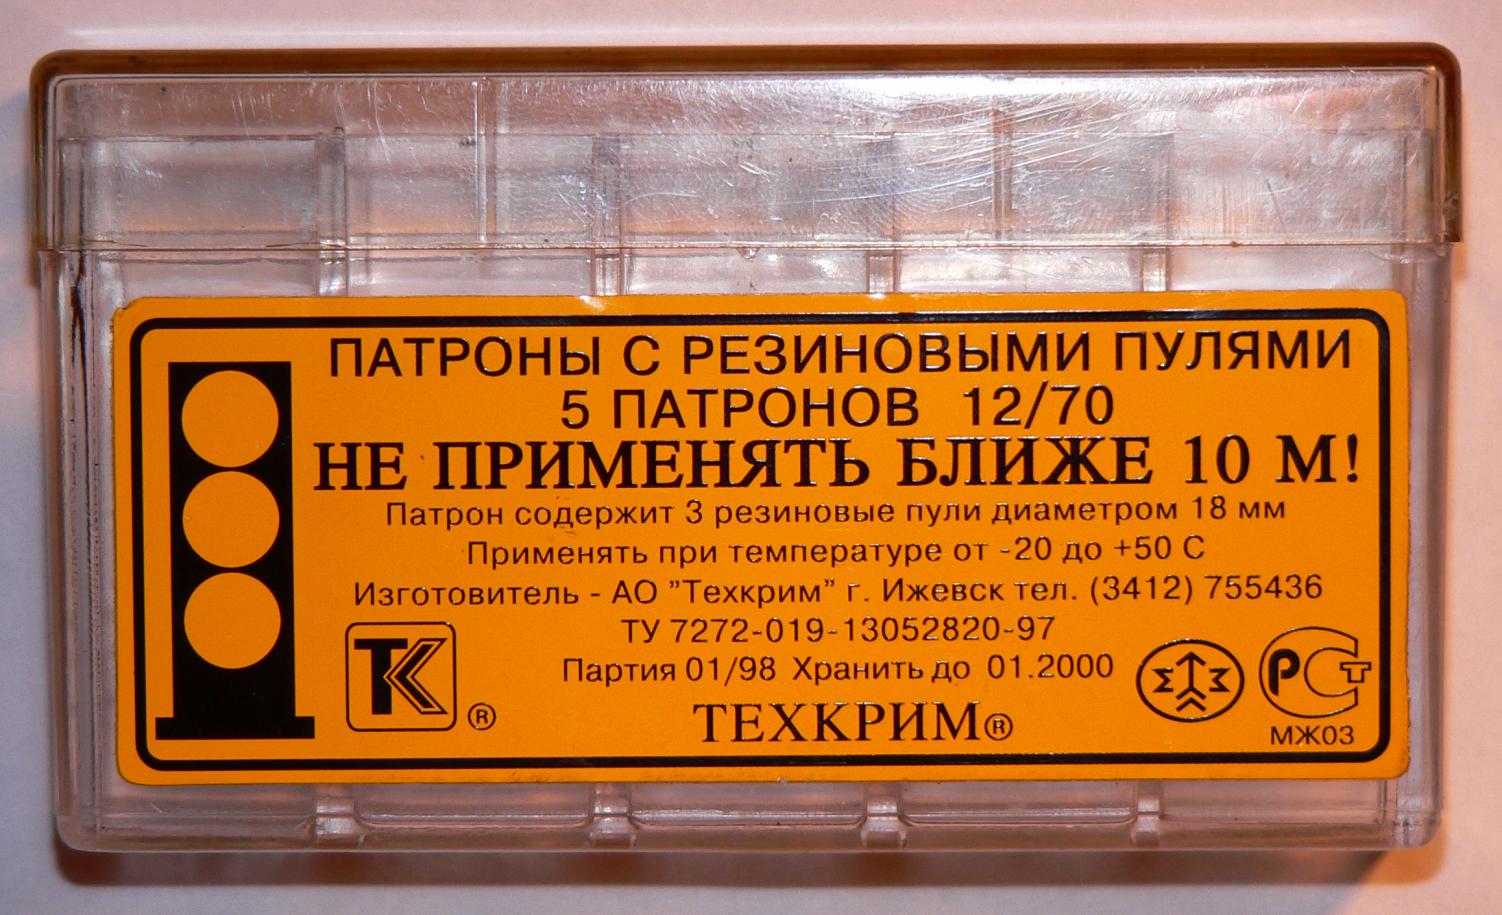 ПАТРОНЫ С РЕЗИНОВЫМИ ПУЛЯМИ
5 ПАТРОНОВ 12/70
НЕ ПРИМЕНЯТЬ БЛИЖЕ 10 М!
Патрон содержит 3 резиновые пули диаметром 18 мм
Применять при температуре от -20 до +50 С
Изготовитель - АО "Техкрим" г. Ижевск тел. (3412) 755436
ТУ 7272-019-13052820-97
Партия 01/98 Хранить до 01.2000
ТК ®
ТЕХКРИМ®
РСТ
МЖ03